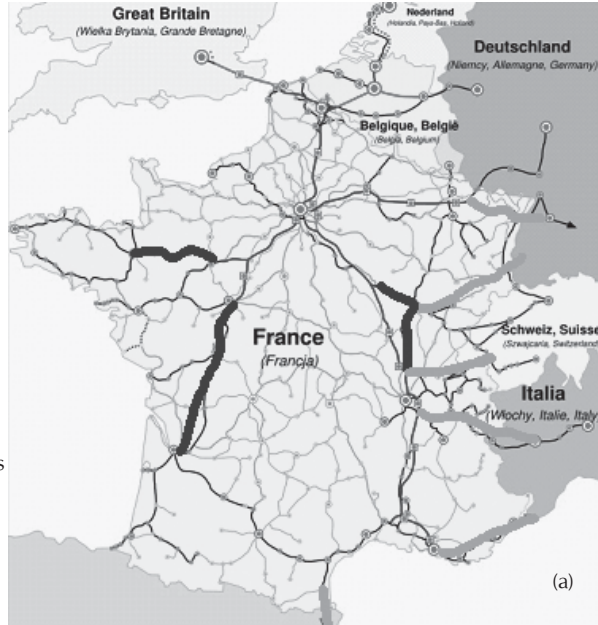 Great Britain
(Wielka Brytania, Grande Bretagne)
Nederland
(Holandia, Pays-Bas, Holland)
Deutschland
(Niemcy, Allemagne, Germany)
Belgique, België
(Belgia, Belgium)
France
(Francja)
Schweiz, Suisse
(Szwajcaria, Switzerland
Italia
(Włochy, Italie, Italy
s
(a)